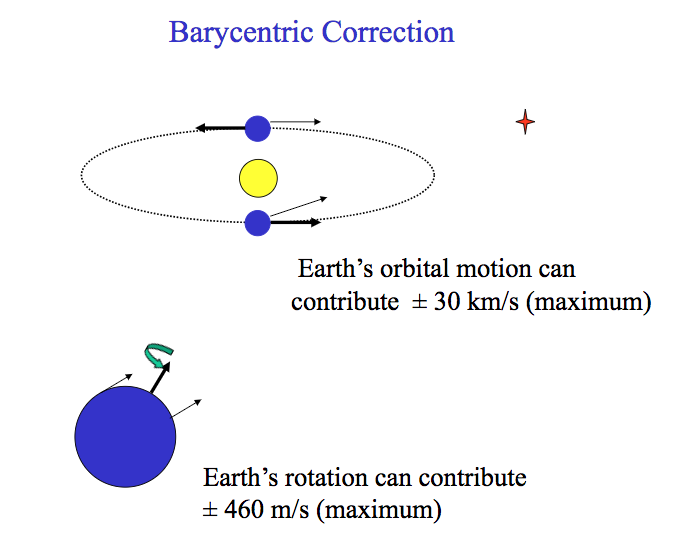 Barycentric Correction
Earth’s orbital motion can
contribute ± 30 km/s (maximum)
Earth’s rotation can contribute
± 460 m/s (maximum)